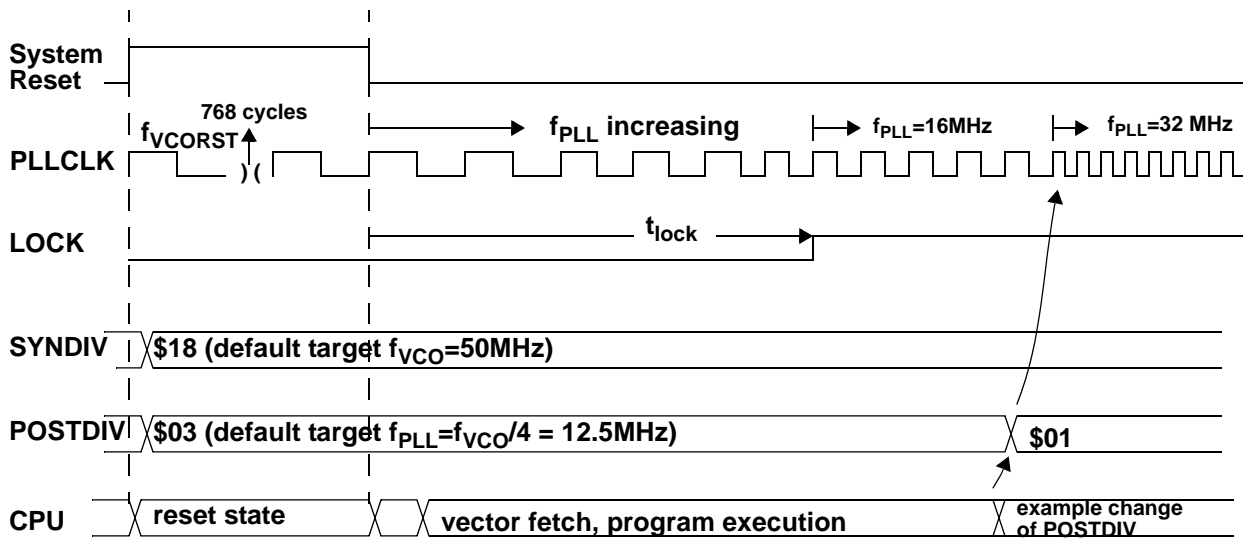 System
Reset
768 cycles
fVCORST
fPLL increasing
fPLL=16MHz
fPLL=32 MHz
PLLCLK
) (
LOCK
tlock
SYNDIV
$18 (default target fVCO=50MHz)
POSTDIV
$03 (default target fPLL=fVCO/4 = 12.5MHz)
$01
CPU
reset state
vector fetch, program execution
example change
of POSTDIV